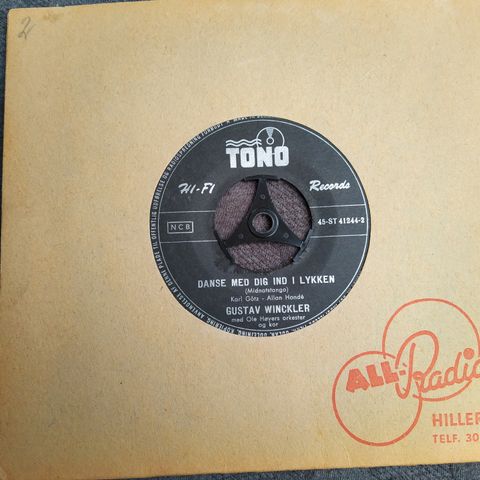 2
TONO
HI-FI Records
NCB
45-ST 41244-2
DANSE MED DIG IND I LYKKEN
(Midnatstango)
Karl Götz - Allan Hondé
GUSTAV WINCKLER
med Ole Høyers orkester
og kor
ALL-Radio
HILLER
TELF. 30